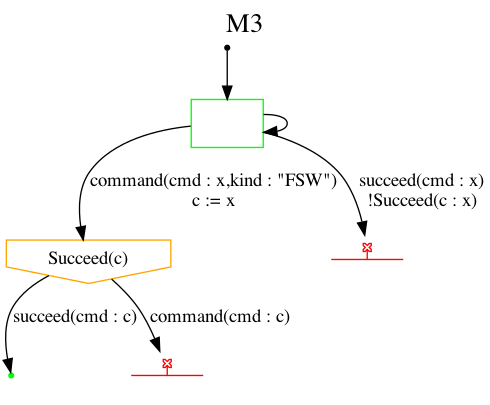 M3
command(cmd : x,kind : "FSW")
c := x
succeed(cmd : x)
!Succeed(c : x)
Succeed(c)
succeed(cmd : c)
command(cmd : c)